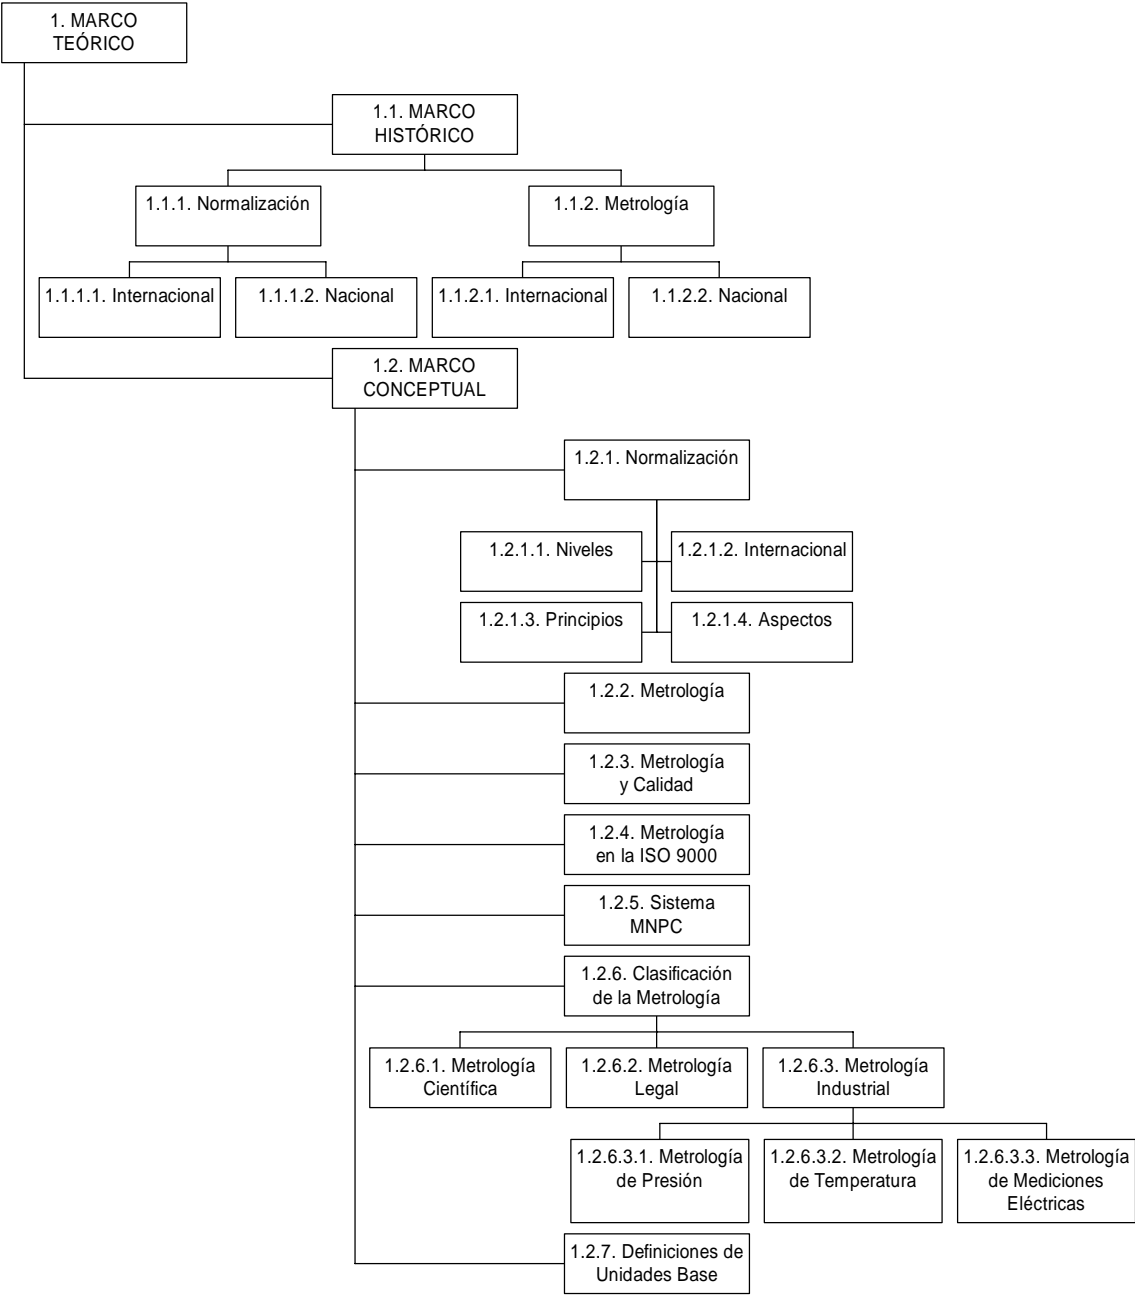 1. MARCO
TEÓRICO
1.1. MARCO
HISTÓRICO
1.1.1. Normalización
1.1.2. Metrología
1.1.1.1. Internacional
1.1.1.2. Nacional
1.1.2.1. Internacional
1.1.2.2. Nacional
1.2. MARCO
CONCEPTUAL
1.2.1. Normalización
1.2.1.1. Niveles
1.2.1.2. Internacional
1.2.1.3. Principios
1.2.1.4. Aspectos
1.2.2. Metrología
1.2.3. Metrología
y Calidad
1.2.4. Metrología
en la ISO 9000
1.2.5. Sistema
MNPC
1.2.6. Clasificación
de la Metrología
1.2.6.1. Metrología
Científica
1.2.6.2. Metrología
Legal
1.2.6.3. Metrología
Industrial
1.2.6.3.1. Metrología
de Presión
1.2.6.3.2. Metrología
de Temperatura
1.2.6.3.3. Metrología
de Mediciones
Eléctricas
1.2.7. Definiciones de
Unidades Base